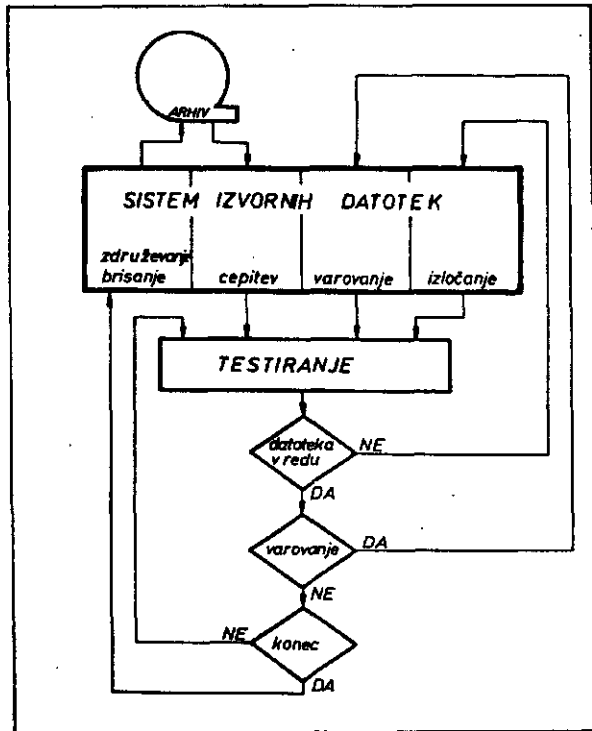 ARHIV
SISTEM IZVORNIH DATOTEK
združevanje
brisanje
cepitev
varovanje
izločanje
TESTIRANJE
datoteka
v redu
NE
DA
varovanje
DA
NE
konec
NE
DA